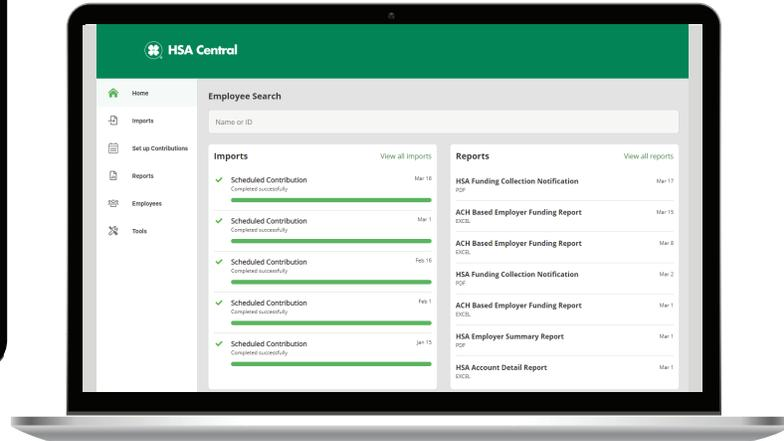 HSA Central
Home
Imports
Set up Contributions
Reports
Employees
Tools
Employee Search
Name or ID
Imports View all imports
Scheduled Contribution Mar 16
Completed successfully
Scheduled Contribution Mar 1
Completed successfully
Scheduled Contribution Feb 16
Completed successfully
Scheduled Contribution Feb 1
Completed successfully
Scheduled Contribution Jan 15
Completed successfully
Reports View all reports
HSA Funding Collection Notification Mar 17
PDF
ACH Based Employer Funding Report Mar 15
EXCEL
ACH Based Employer Funding Report Mar 8
EXCEL
HSA Funding Collection Notification Mar 2
PDF
ACH Based Employer Funding Report Mar 1
EXCEL
HSA Employer Summary Report Mar 1
PDF
HSA Account Detail Report Mar 1
EXCEL